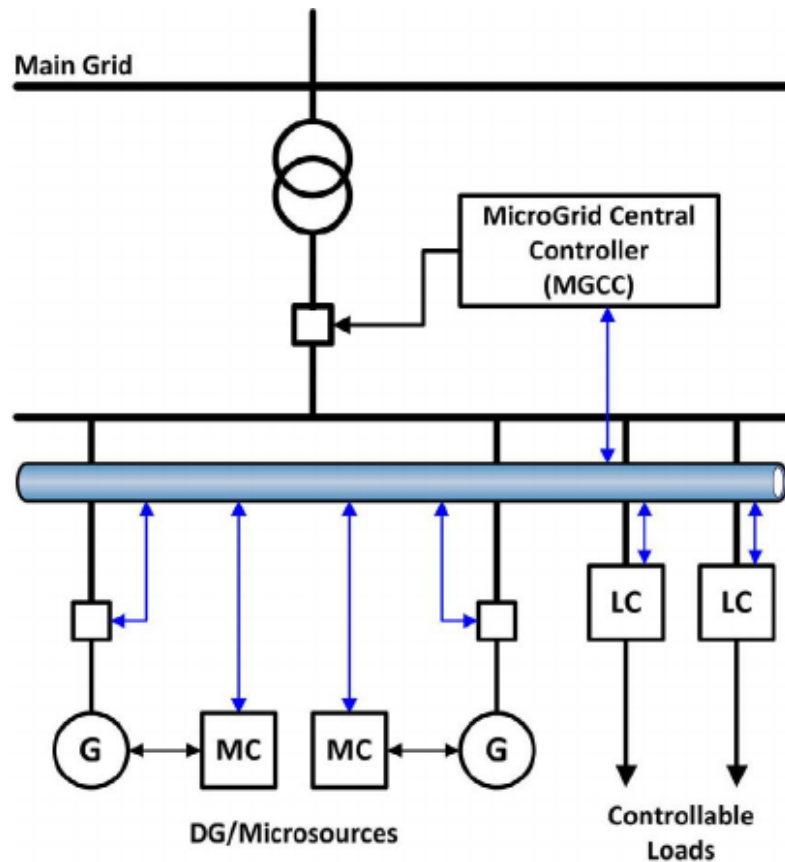 Main Grid
MicroGrid Central
Controller
(MGCC)
LC
LC
G
MC
MC
G
DG/Microsources
Controllable
Loads